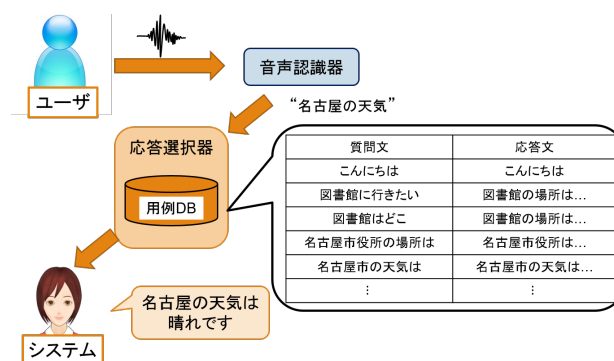 ユーザ
音声認識器
“名古屋の天気”
応答選択器
用例DB
質問文 応答文
こんにちは こんにちは
図書館に行きたい 図書館の場所は…
図書館はどこ 図書館の場所は…
名古屋市役所の場所は 名古屋市役所は…
名古屋市の天気は 名古屋市の天気は…
⋮ ⋮
名古屋の天気は
晴れです
システム